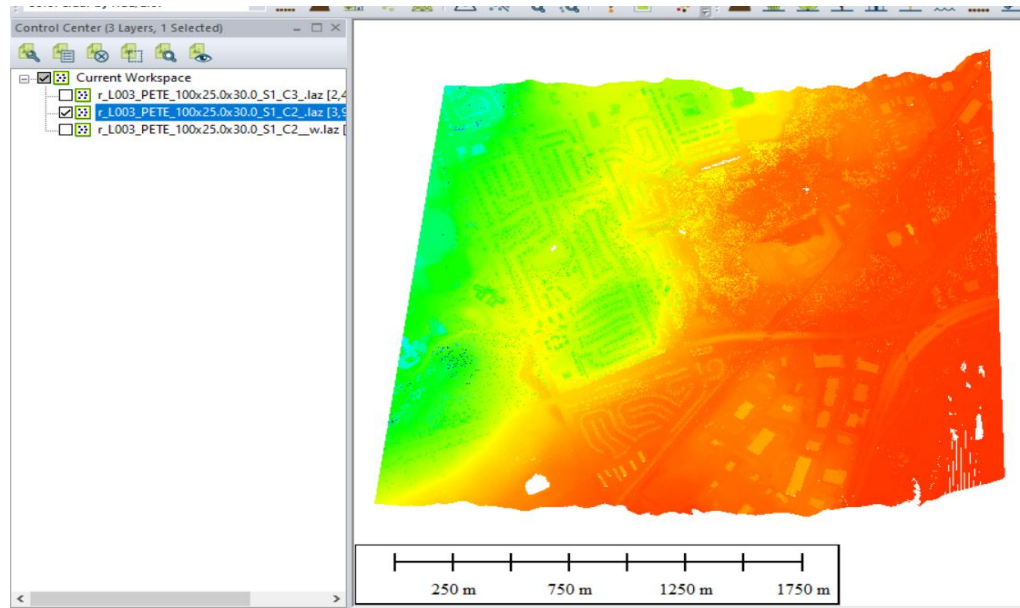 Control Center (3 Layers, 1 Selected)
Current Workspace
r_L003_PETE_100x25.0x30.0_S1_C3_.laz [2,4
r_L003_PETE_100x25.0x30.0_S1_C2_.laz [3,9
r_L003_PETE_100x25.0x30.0_S1_C2__w.laz [
250 m 750 m 1250 m 1750 m